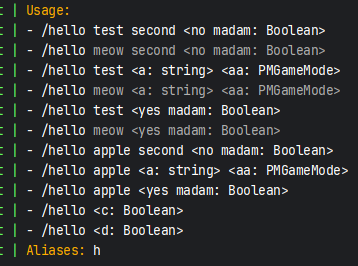 t | Usage:
t | - /hello test second <no madam: Boolean>
t | - /hello meow second <no madam: Boolean>
t | - /hello test <a: string> <aa: PMGameMode>
t | - /hello meow <a: string> <aa: PMGameMode>
t | - /hello test <yes madam: Boolean>
t | - /hello meow <yes madam: Boolean>
t | - /hello apple second <no madam: Boolean>
t | - /hello apple <a: string> <aa: PMGameMode>
t | - /hello apple <yes madam: Boolean>
t | - /hello <c: Boolean>
t | - /hello <d: Boolean>
t | Aliases: h